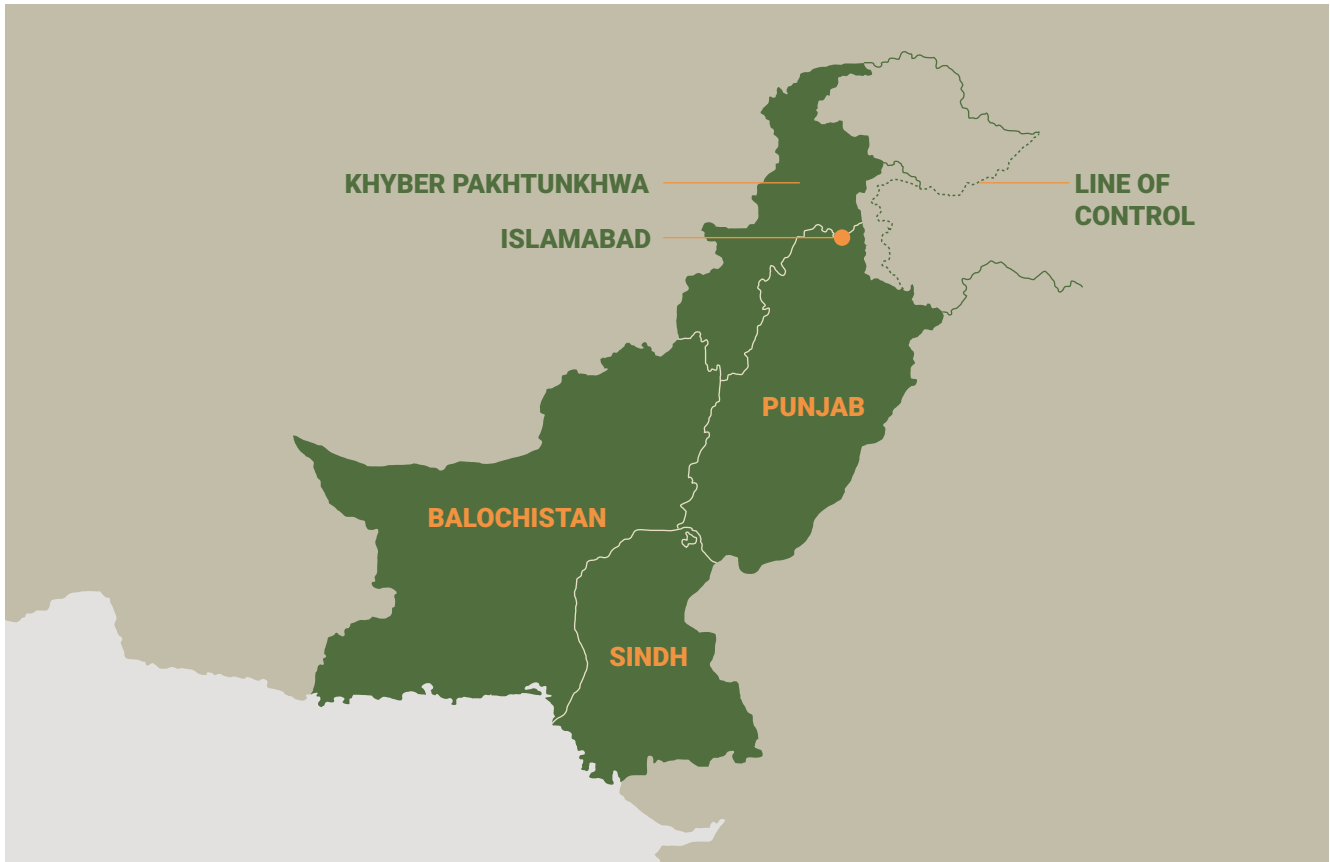 KHYBER PAKHTUNKHWA
LINE OF
CONTROL
ISLAMABAD
PUNJAB
BALOCHISTAN
SINDH